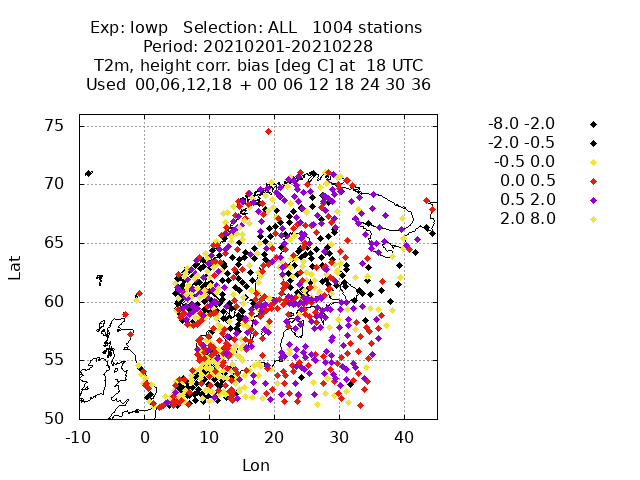 Exp: lowp   Selection: ALL   1004 stations
Period: 20210201-20210228
T2m, height corr. bias [deg C] at  18 UTC
Used  00,06,12,18  + 00 06 12 18 24 30 36
75
70
65
60
55
50
Lat
-10 0 10 20 30 40
Lon
-8.0 -2.0
-2.0 -0.5
-0.5 0.0
0.0 0.5
0.5 2.0
2.0 8.0